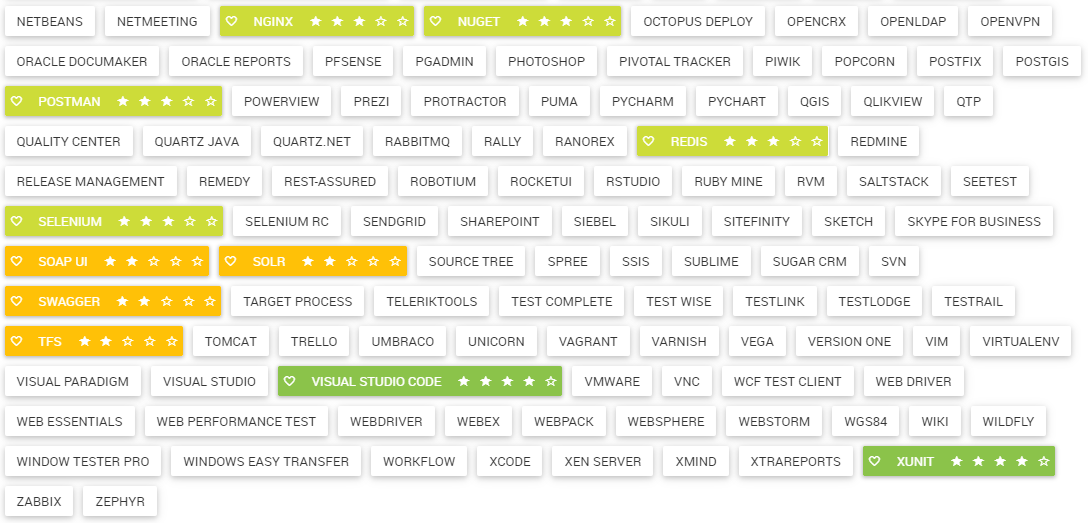 NETBEANS NETMEETING NGINX NUGET OCTOPUS DEPLOY OPENCRX OPENLDAP OPENVPN
ORACLE DOCUMAKER ORACLE REPORTS PFSENSE PGADMIN PHOTOSHOP PIVOTAL TRACKER PIWIK POPCORN POSTFIX POSTGIS
POSTMAN POWERVIEW PREZI PROTRACTOR PUMA PYCHARM PYCHART QGIS QLIKVIEW QTP
QUALITY CENTER QUARTZ JAVA QUARTZ.NET RABBITMQ RALLY RANOREX REDIS REDMINE
RELEASE MANAGEMENT REMEDY REST-ASSURED ROBOTIUM ROCKETUI RSTUDIO RUBY MINE RVM SALTSTACK SEETEST
SELENIUM SELENIUM RC SENDGRID SHAREPOINT SIEBEL SIKULI SITEFINITY SKETCH SKYPE FOR BUSINESS
SOAP UI SOLR SOURCE TREE SPREE SSIS SUBLIME SUGAR CRM SVN
SWAGGER TARGET PROCESS TELERIKTOOLS TEST COMPLETE TEST WISE TESTLINK TESTLODGE TESTRAIL
TFS TOMCAT TRELLO UMBRACO UNICORN VAGRANT VARNISH VEGA VERSION ONE VIM VIRTUALENV
VISUAL PARADIGM VISUAL STUDIO VISUAL STUDIO CODE VMWARE VNC WCF TEST CLIENT WEB DRIVER
WEB ESSENTIALS WEB PERFORMANCE TEST WEBDRIVER WEBEX WEBPACK WEBSPHERE WEBSTORM WGS84 WIKI WILDFLY
WINDOW TESTER PRO WINDOWS EASY TRANSFER WORKFLOW XCODE XEN SERVER XMIND XTRAREPORTS XUNIT
ZABBIX ZEPHYR